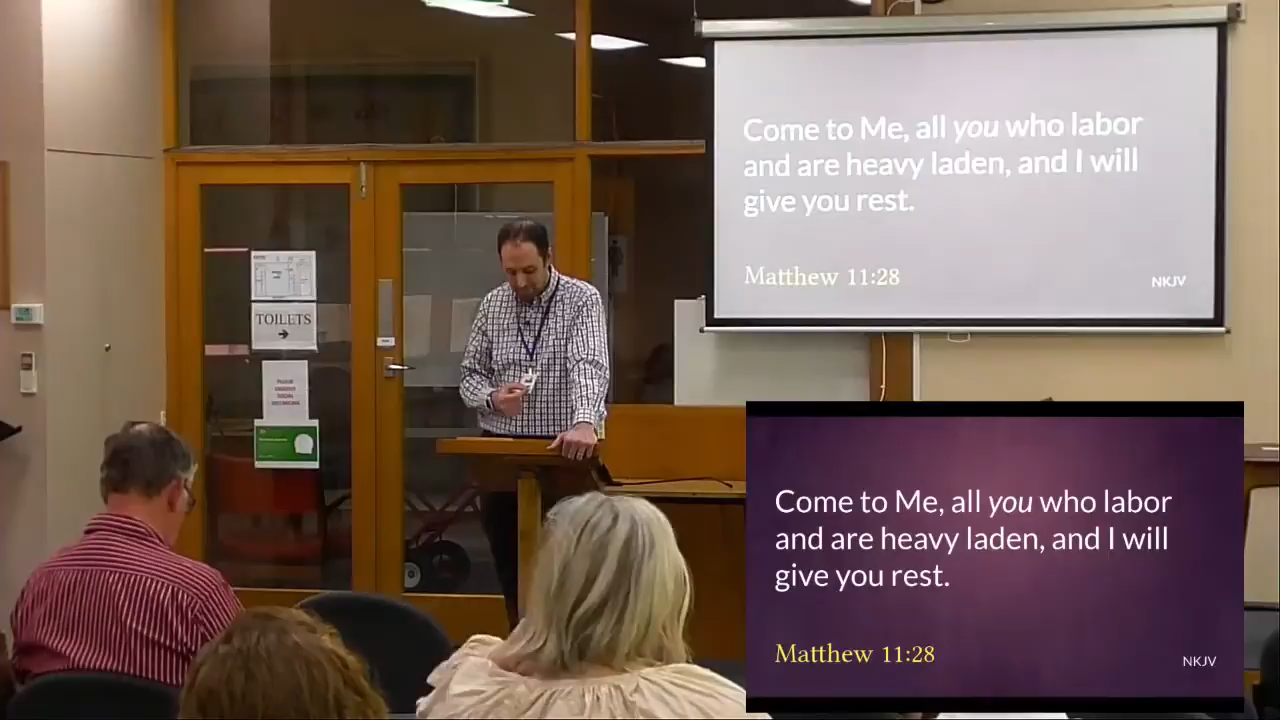 Come to Me, all you who labor
and are heavy laden, and I will
give you rest.
Matthew 11:28
NKJV
TOILETS
Come to Me, all you who labor
and are heavy laden, and I will
give you rest.
Matthew 11:28
NKJV